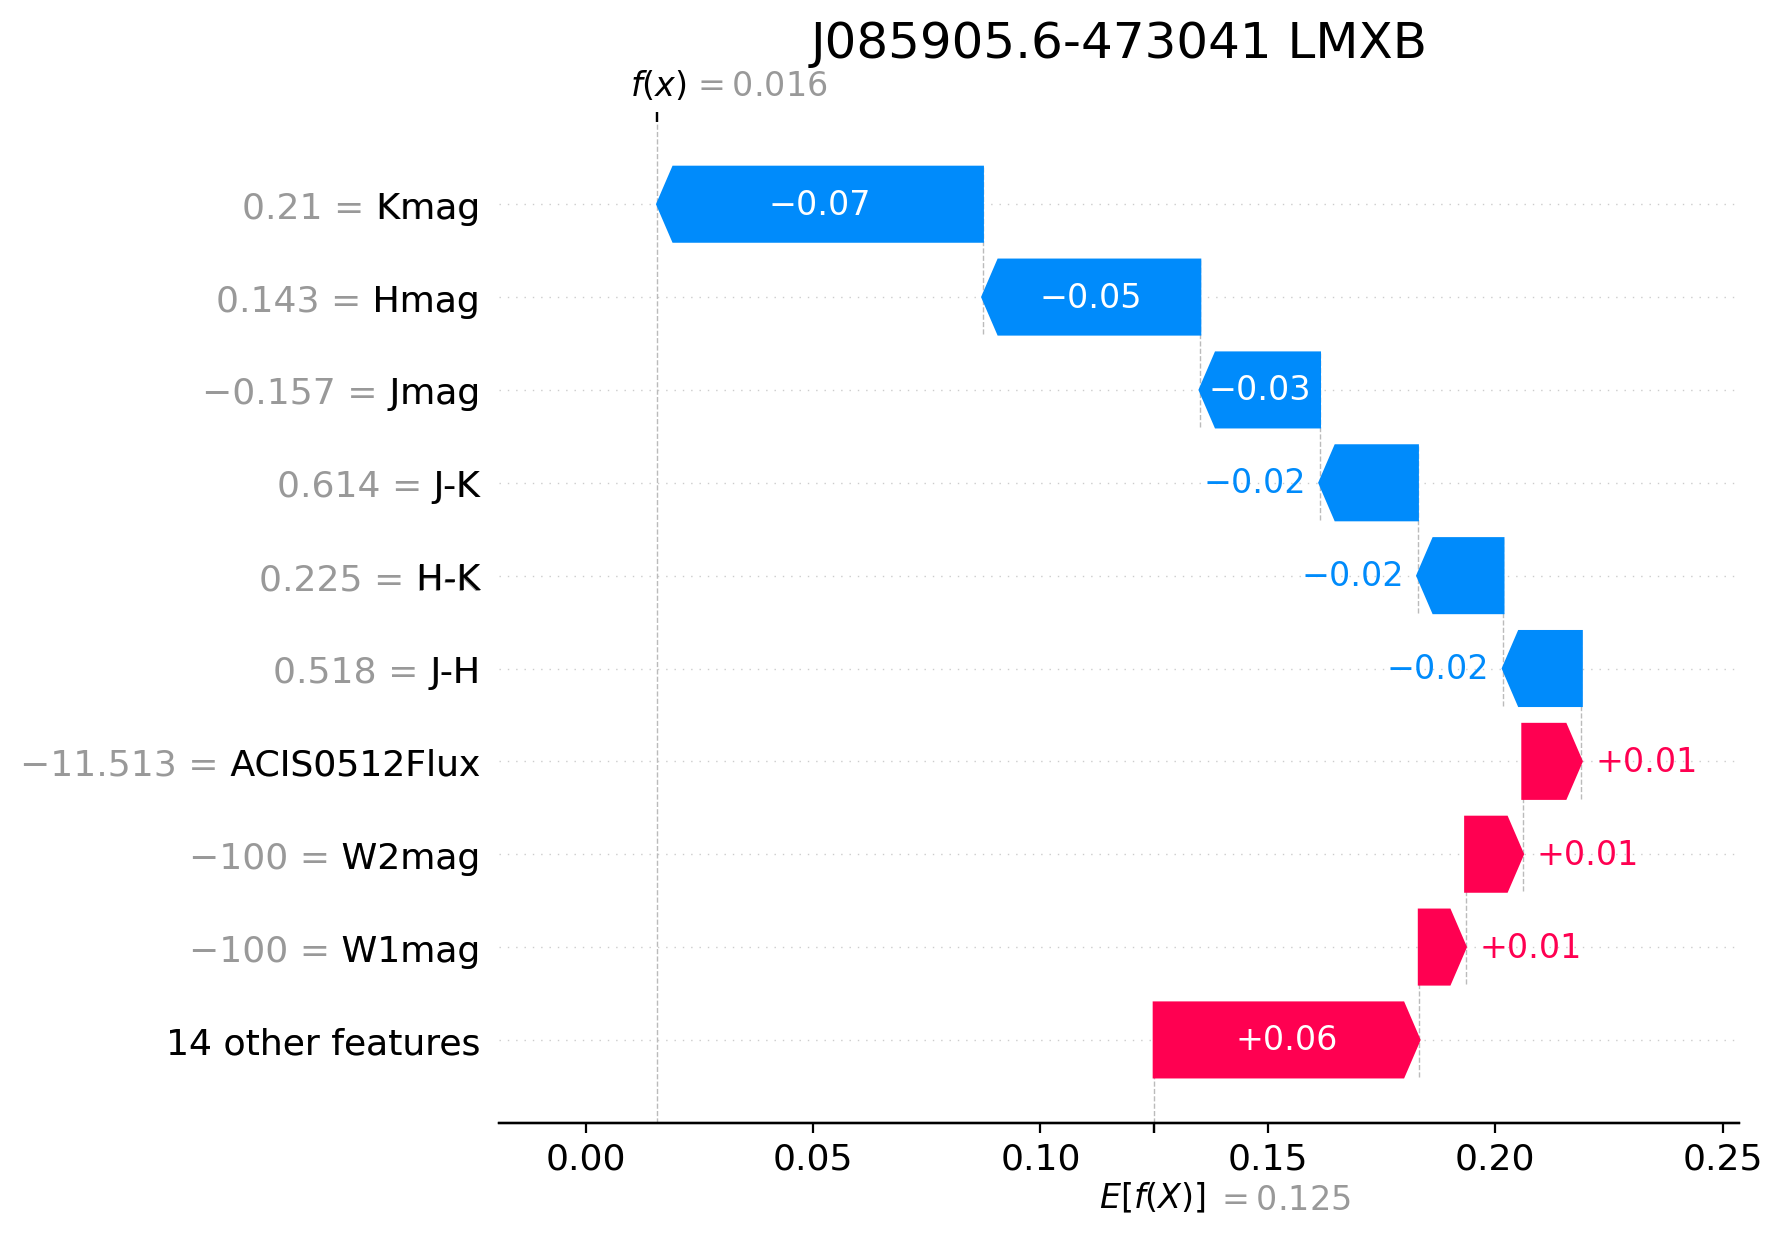 J085905.6-473041 LMXB
f(x) = 0.016
0.21 = Kmag −0.07
0.143 = Hmag −0.05
−0.157 = Jmag −0.03
0.614 = J-K −0.02
0.225 = H-K −0.02
0.518 = J-H −0.02
−11.513 = ACIS0512Flux +0.01
−100 = W2mag +0.01
−100 = W1mag +0.01
14 other features +0.06
0.00 0.05 0.10 0.15 0.20 0.25
E[f(X)] = 0.125